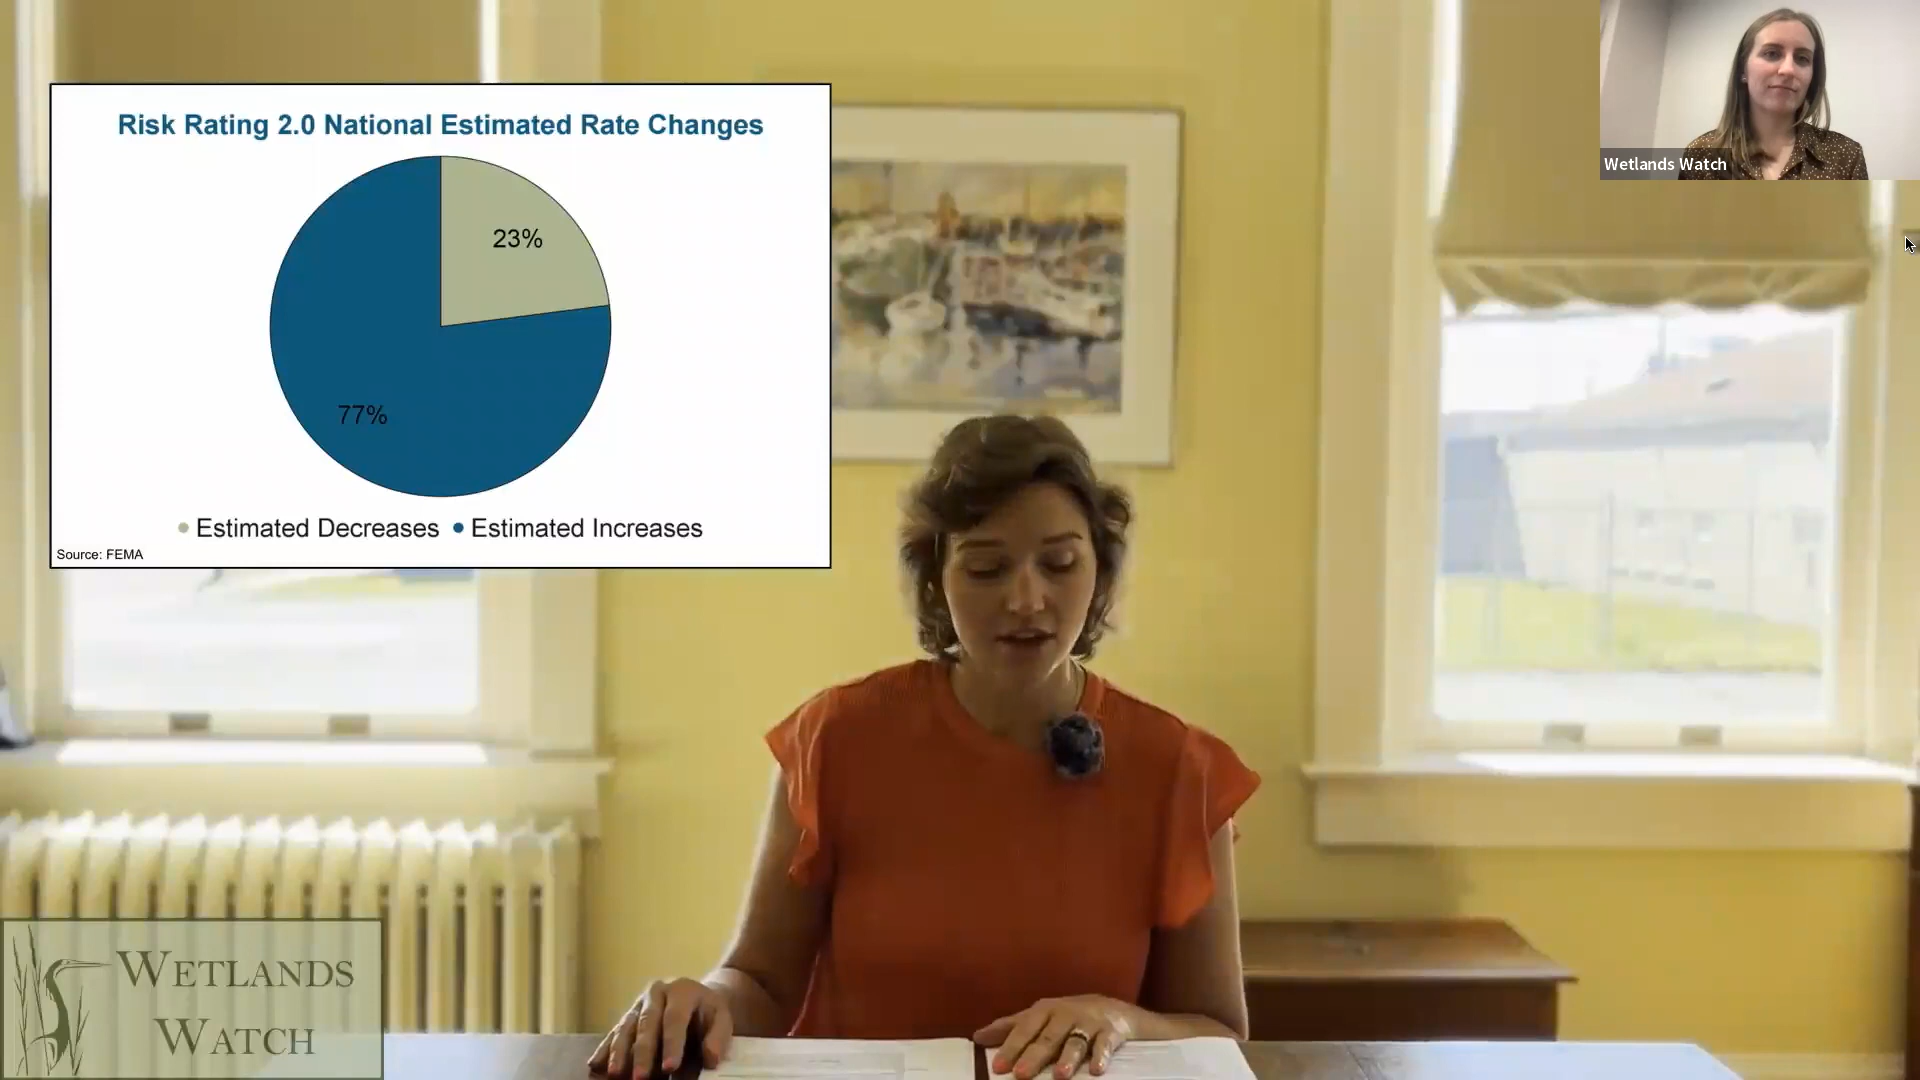 Risk Rating 2.0 National Estimated Rate Changes
23%
77%
Estimated Decreases
Estimated Increases
Source: FEMA
Wetlands Watch
WETLANDS
WATCH